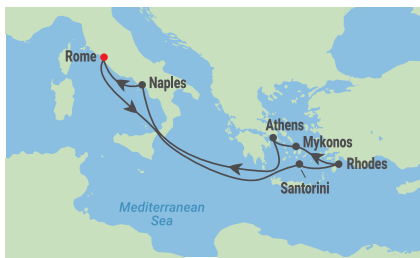 Rome
Naples
Athens
Mykonos
Rhodes
Santorini
Mediterranean
Sea